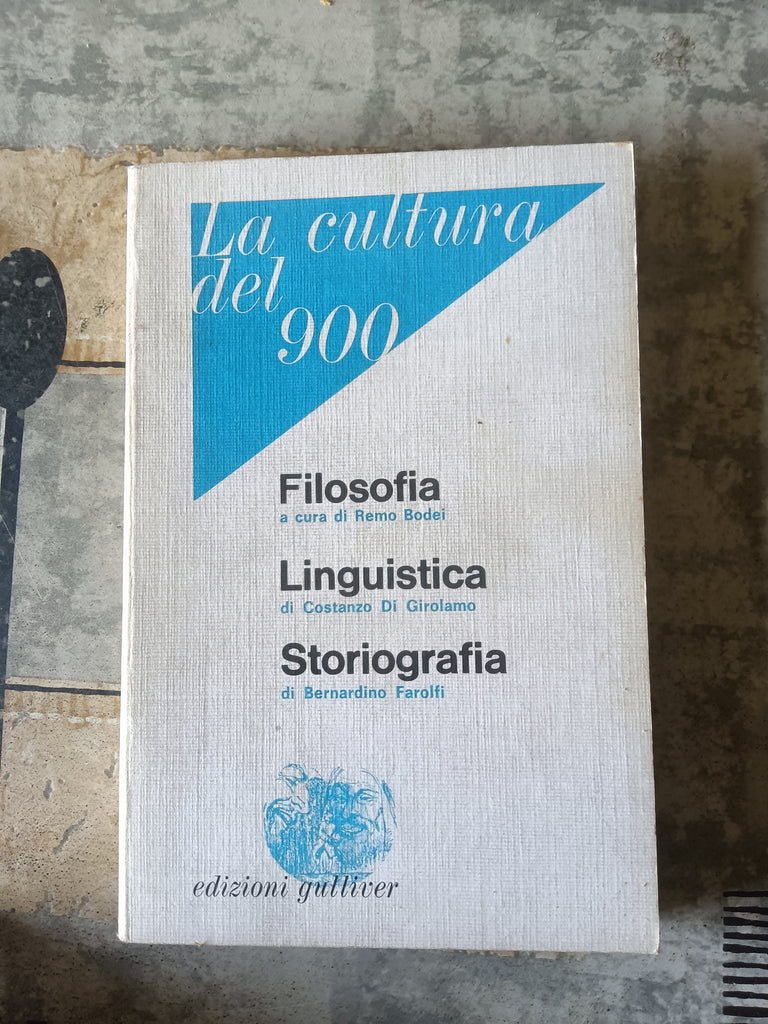 La cultura
del
900
Filosofia
a cura di Remo Bodei
Linguistica
di Costanzo Di Girolamo
Storiografia
di Bernardino Farolfi
edizioni gulliver